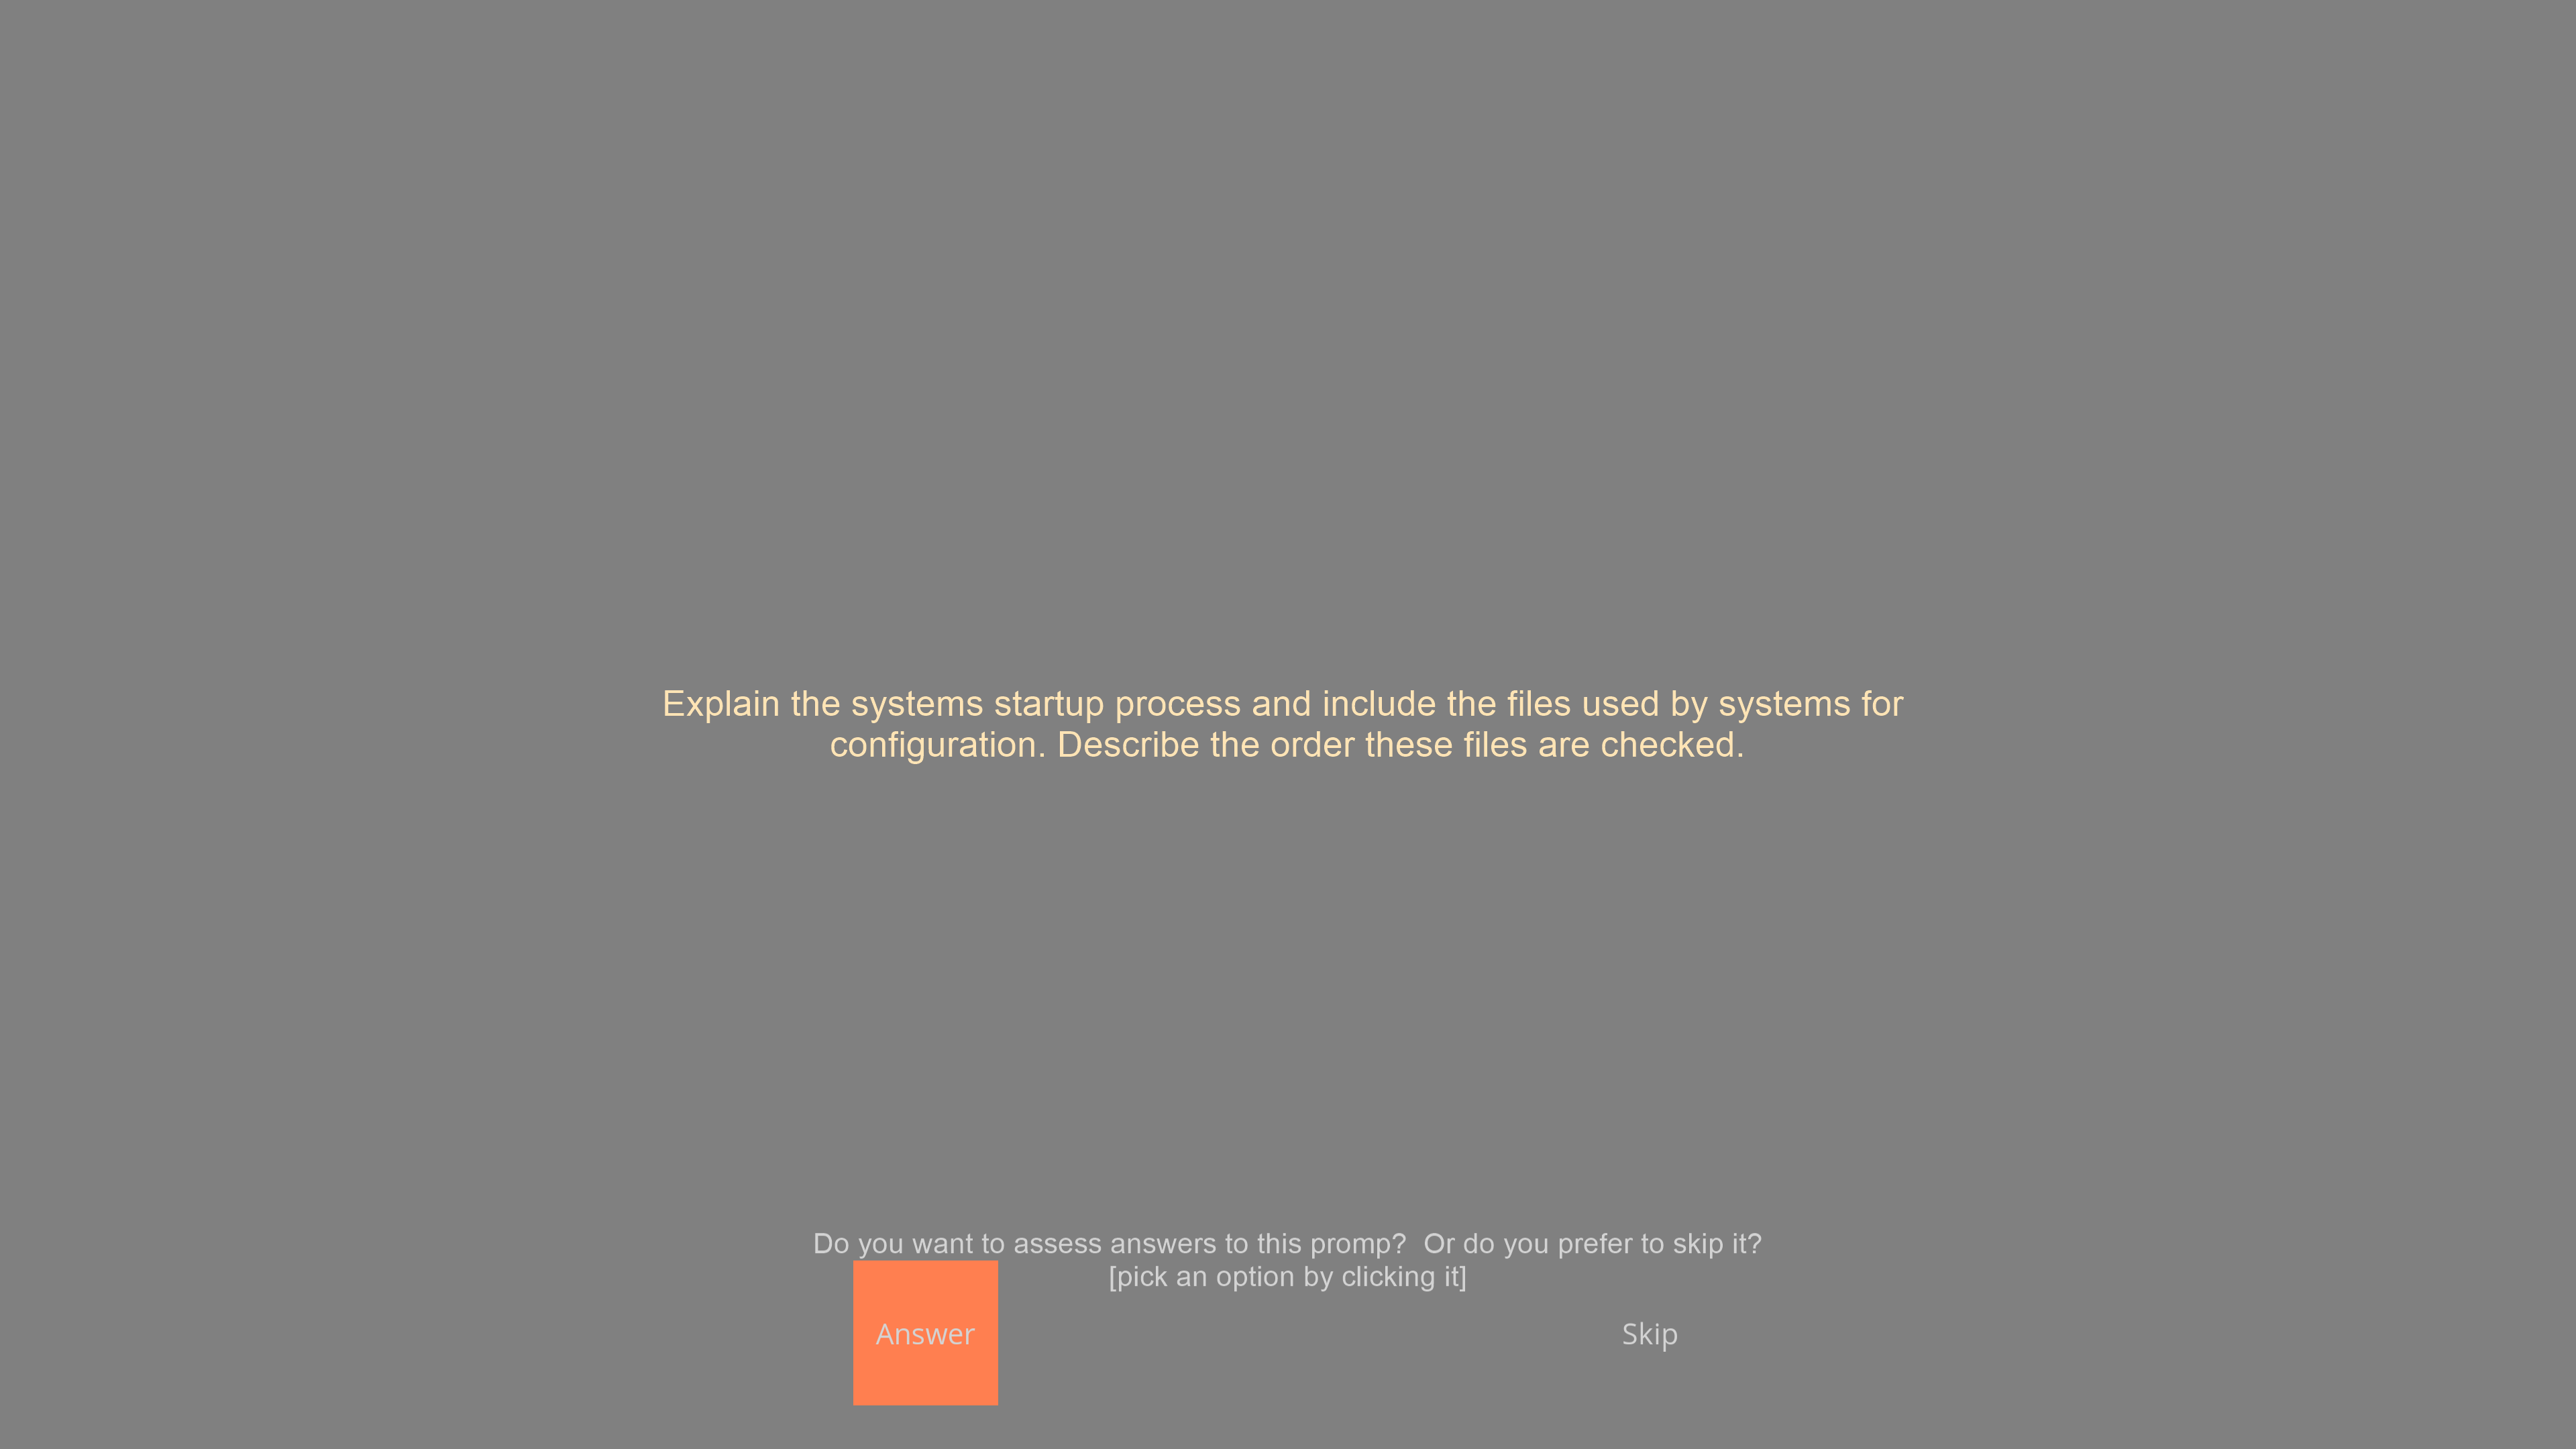 Explain the systems startup process and include the files used by systems for
configuration. Describe the order these files are checked.
Do you want to assess answers to this promp?  Or do you prefer to skip it?
[pick an option by clicking it]
Answer
Skip